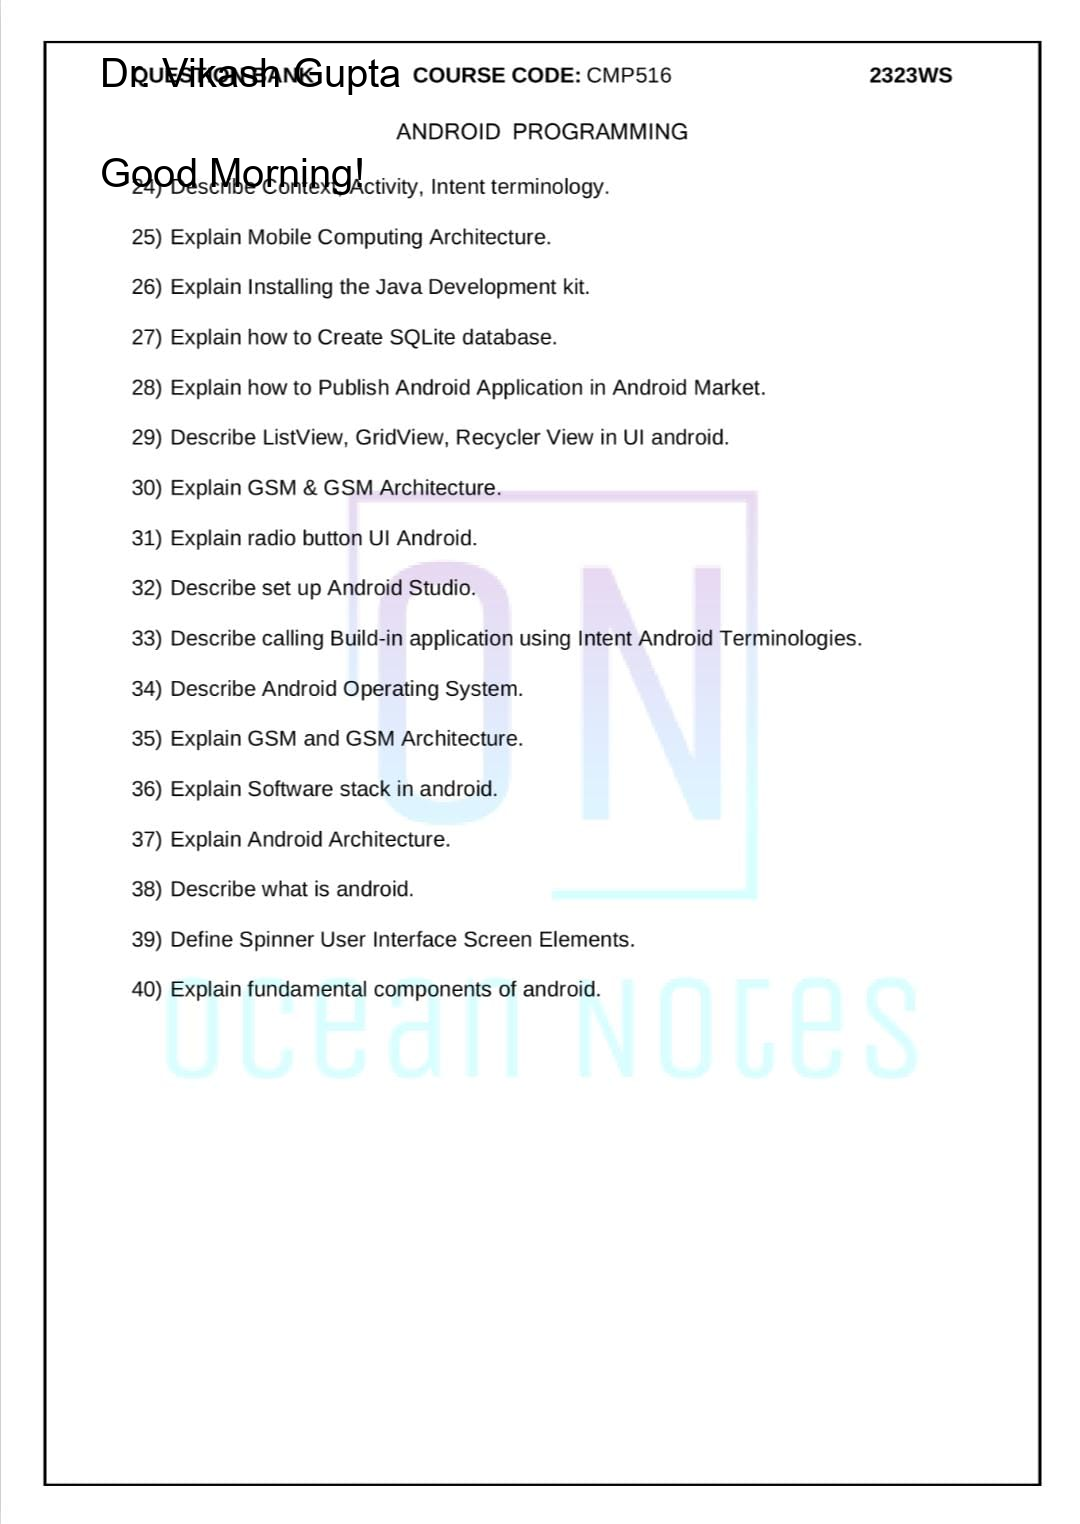 Dr. Vikash Gupta
QUESTION BANK COURSE CODE: CMP516 2323WS
ANDROID PROGRAMMING
Good Morning!
24) Describe Context, Activity, Intent terminology.
25) Explain Mobile Computing Architecture.
26) Explain Installing the Java Development kit.
27) Explain how to Create SQLite database.
28) Explain how to Publish Android Application in Android Market.
29) Describe ListView, GridView, Recycler View in UI android.
30) Explain GSM & GSM Architecture.
31) Explain radio button UI Android.
32) Describe set up Android Studio.
33) Describe calling Build-in application using Intent Android Terminologies.
34) Describe Android Operating System.
35) Explain GSM and GSM Architecture.
36) Explain Software stack in android.
37) Explain Android Architecture.
38) Describe what is android.
39) Define Spinner User Interface Screen Elements.
40) Explain fundamental components of android.
ON
Ocean Notes